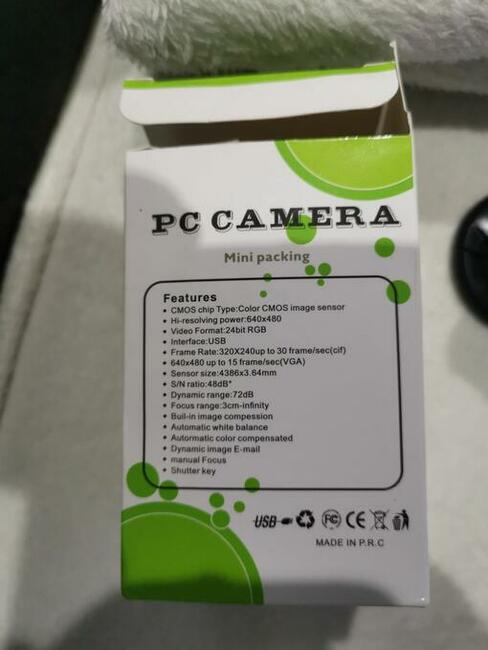 PC CAMERA
Mini packing
Features
• CMOS chip Type:Color CMOS image sensor
• Hi-resolving power:640x480
• Video Format:24bit RGB
• Interface:USB
• Frame Rate:320X240up to 30 frame/sec(cif)
• 640x480 up to 15 frame/sec(VGA)
• Sensor size:4386x3.64mm
• S/N ratio:48dB*
• Dynamic range:72dB
• Focus range:3cm-infinity
• Buil-in image compession
• Automatic white balance
• Autormatic color compensated
• Dynamic image E-mail
• manual Focus
• Shutter key
USB FC CE
MADE IN P.R.C